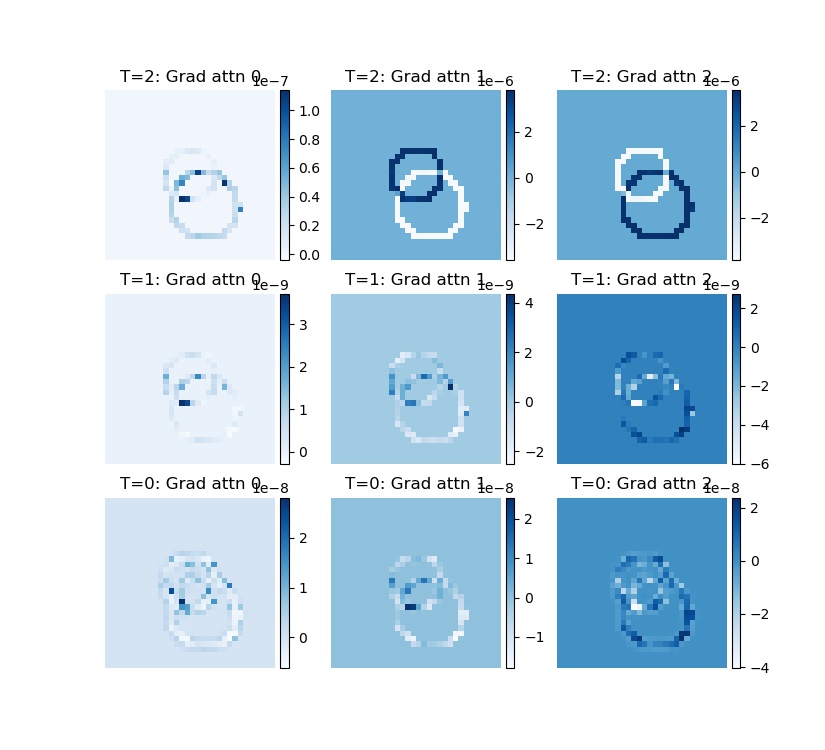 T=2: Grad attn 0
1e−7
T=2: Grad attn 1
1e−6
T=2: Grad attn 2
1e−6
1.0
0.8
0.6
0.4
0.2
0.0
2
0
−2
2
0
−2
T=1: Grad attn 0
1e−9
T=1: Grad attn 1
1e−9
T=1: Grad attn 2
1e−9
3
2
1
0
4
2
0
−2
2
0
−2
−4
−6
T=0: Grad attn 0
1e−8
T=0: Grad attn 1
1e−8
T=0: Grad attn 2
1e−8
2
1
0
2
1
0
−1
2
0
−2
−4